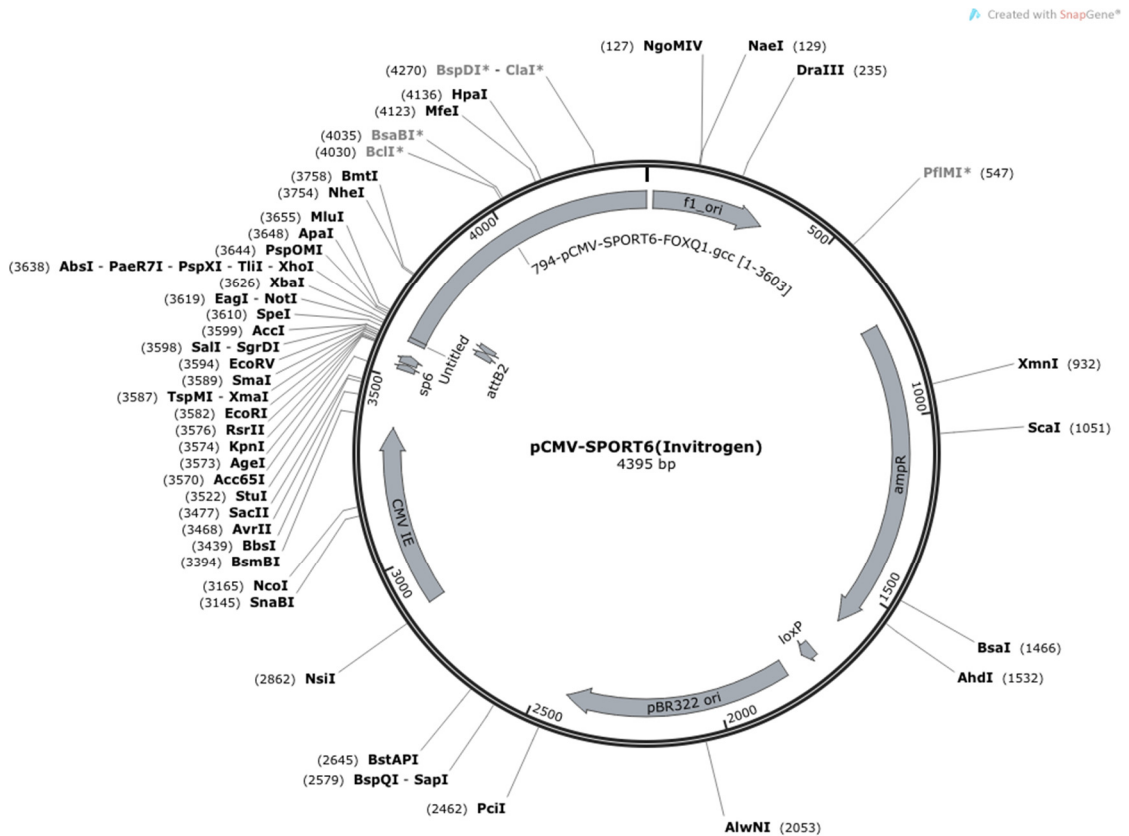 Created with SnapGene®
(127) NgoMIV
NaeI (129)
DraIII (235)
PflMI* (547)
XmnI (932)
ScaI (1051)
BsaI (1466)
AhdI (1532)
AlwNI (2053)
(4270) BspDI* - ClaI*
(4136) HpaI
(4123) MfeI
(4035) BsaBI*
(4030) BclI*
(3758) BmtI
(3754) NheI
(3655) MluI
(3648) ApaI
(3644) PspOMI
(3638) AbsI - PaeR7I - PspXI - TliI - XhoI
(3626) XbaI
(3619) EagI - NotI
(3610) SpeI
(3599) AccI
(3598) SalI - SgrDI
(3594) EcoRV
(3589) SmaI
(3587) TspMI - XmaI
(3582) EcoRI
(3576) RsrII
(3574) KpnI
(3573) AgeI
(3570) Acc65I
(3522) StuI
(3477) SacII
(3468) AvrII
(3439) BbsI
(3394) BsmBI
(3165) NcoI
(3145) SnaBI
(2862) NsiI
(2645) BstAPI
(2579) BspQI - SapI
(2462) PciI
f1_ori
794-pCMV-SPORT6-FOXQ1.gcc [1-3603]
Untitled
attB2
sp6
CMV IE
ampR
loxP
pBR322 ori
500
1000
1500
2000
2500
3000
3500
4000
pCMV-SPORT6(Invitrogen)
4395 bp